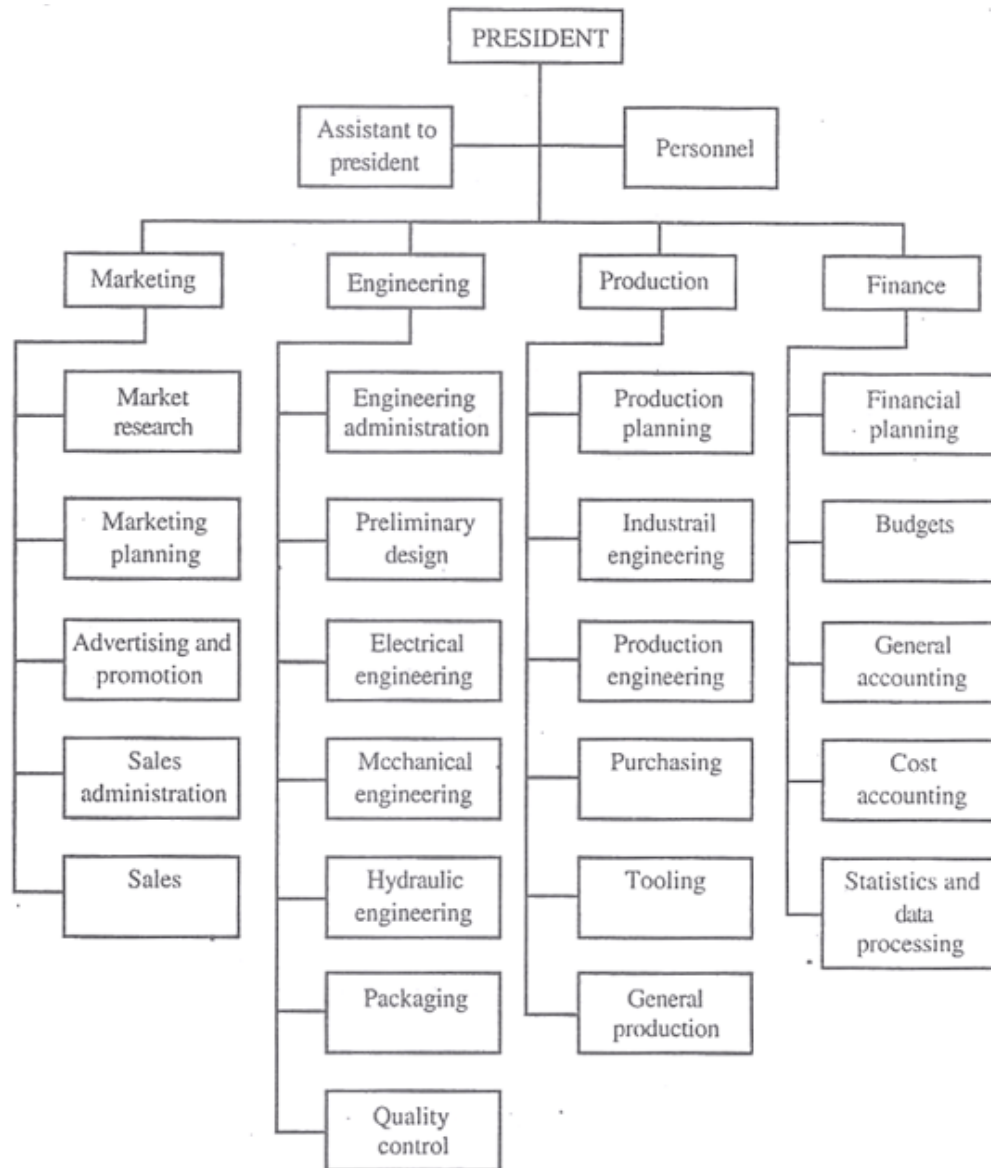 PRESIDENT
Assistant to
president
Personnel
Marketing
Engineering
Production
Finance
Market
research
Engineering
administration
Production
planning
Financial
planning
Marketing
planning
Preliminary
design
Industrail
engineering
Budgets
Advertising and
promotion
Electrical
engineering
Production
engineering
General
accounting
Sales
administration
Mechanical
engineering
Purchasing
Cost
accounting
Sales
Hydraulic
engineering
Tooling
Statistics and
data
processing
Packaging
General
production
Quality
control